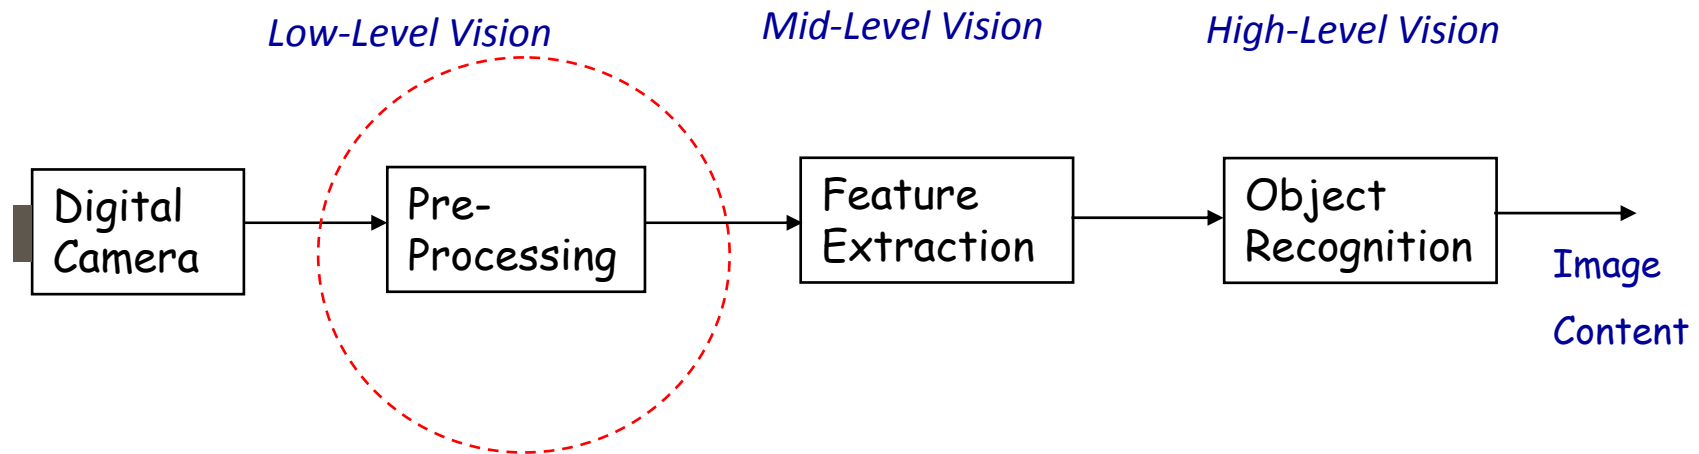 Low-Level Vision
Mid-Level Vision
High-Level Vision
Digital
Camera
Pre-
Processing
Feature
Extraction
Object
Recognition
Image
Content